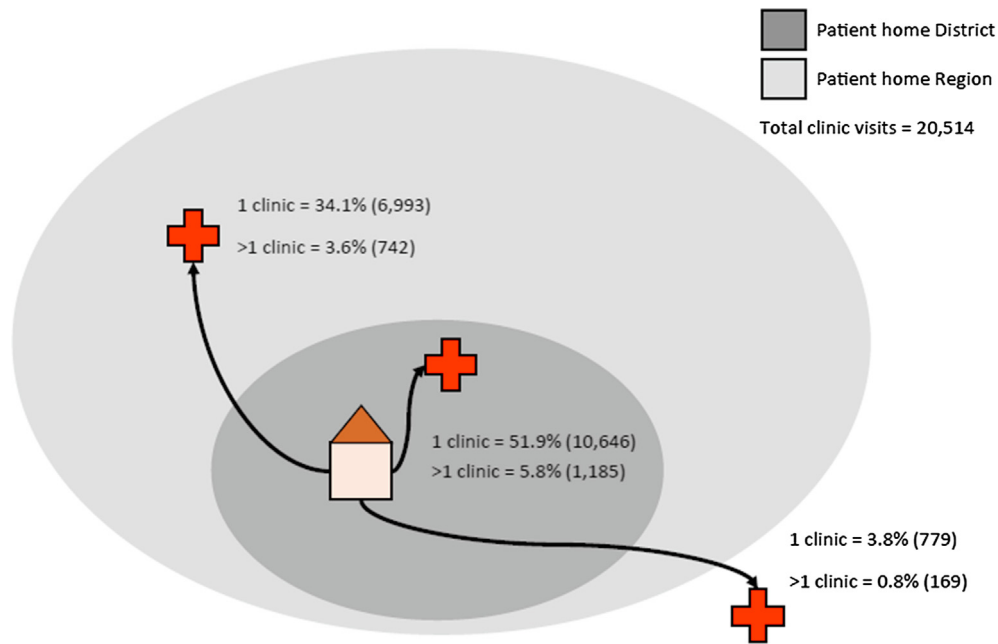 Patient home District
Patient home Region
Total clinic visits = 20,514
1 clinic = 34.1% (6,993)
>1 clinic = 3.6% (742)
1 clinic = 51.9% (10,646)
>1 clinic = 5.8% (1,185)
1 clinic = 3.8% (779)
>1 clinic = 0.8% (169)